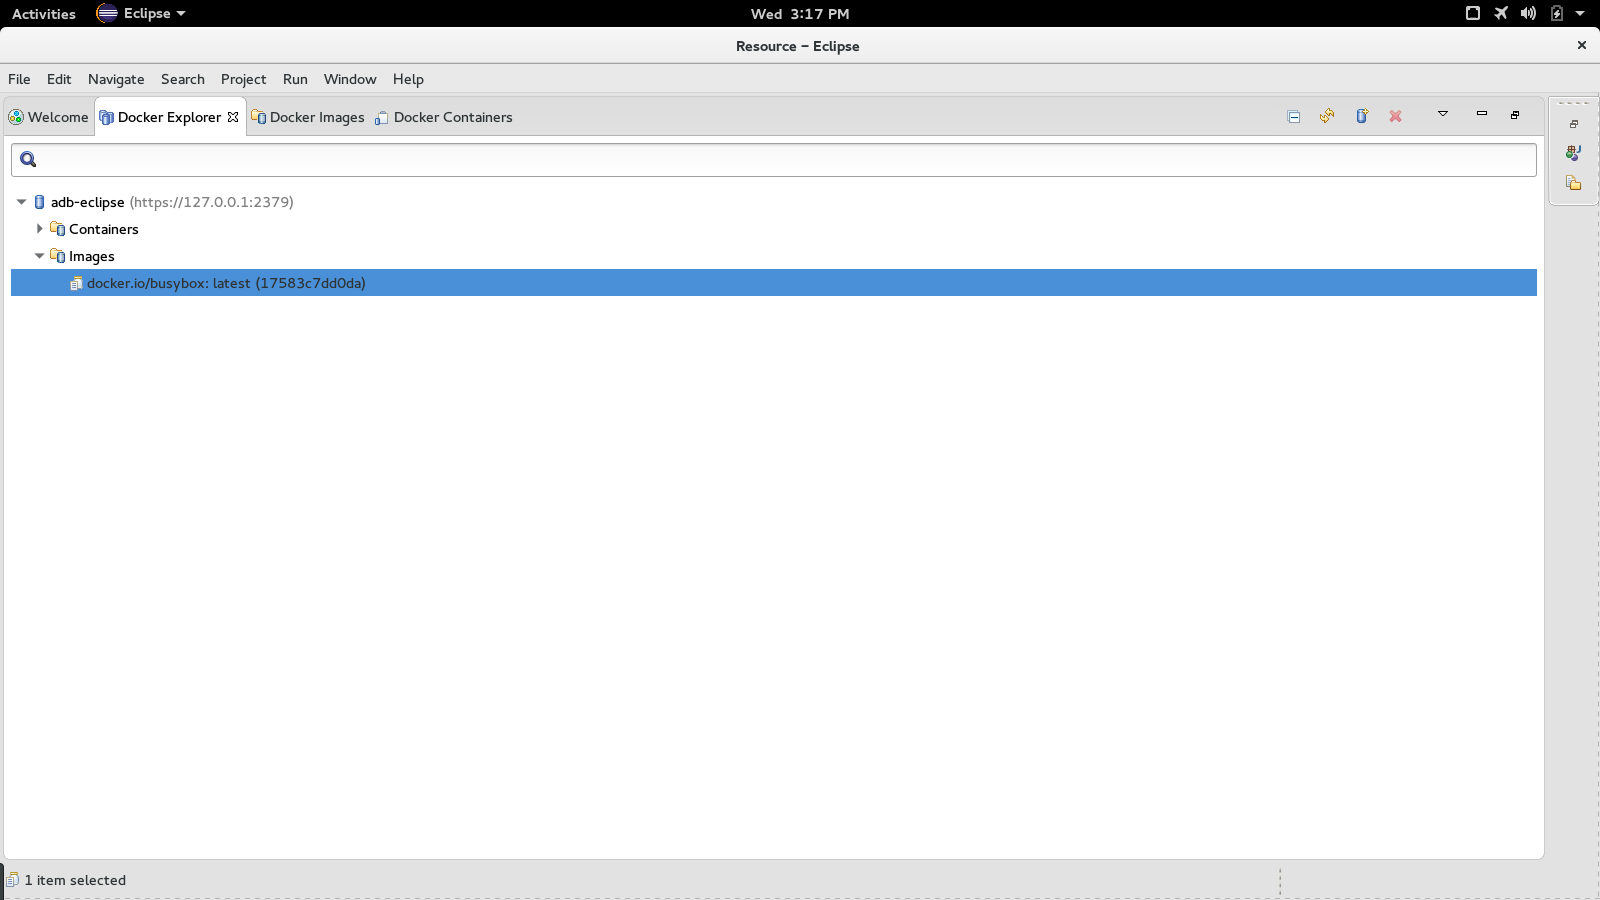 Activities Eclipse Wed 3:17 PM
Resource – Eclipse
File Edit Navigate Search Project Run Window Help
Welcome Docker Explorer Docker Images Docker Containers
adb-eclipse (https://127.0.0.1:2379)
Containers
Images
docker.io/busybox: latest (17583c7dd0da)
1 item selected